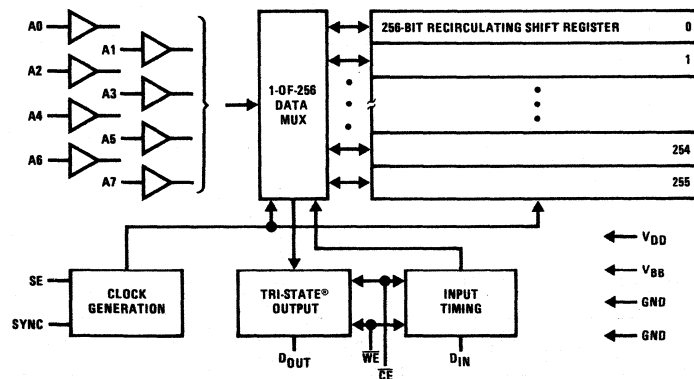 A0
A1
A2
A3
A4
A5
A6
A7
1-OF-256
DATA
MUX
256-BIT RECIRCULATING SHIFT REGISTER 0
1
254
255
VDD
VBB
GND
GND
SE
SYNC
CLOCK
GENERATION
TRI-STATE®
OUTPUT
INPUT
TIMING
DOUT
WE
CE
DIN